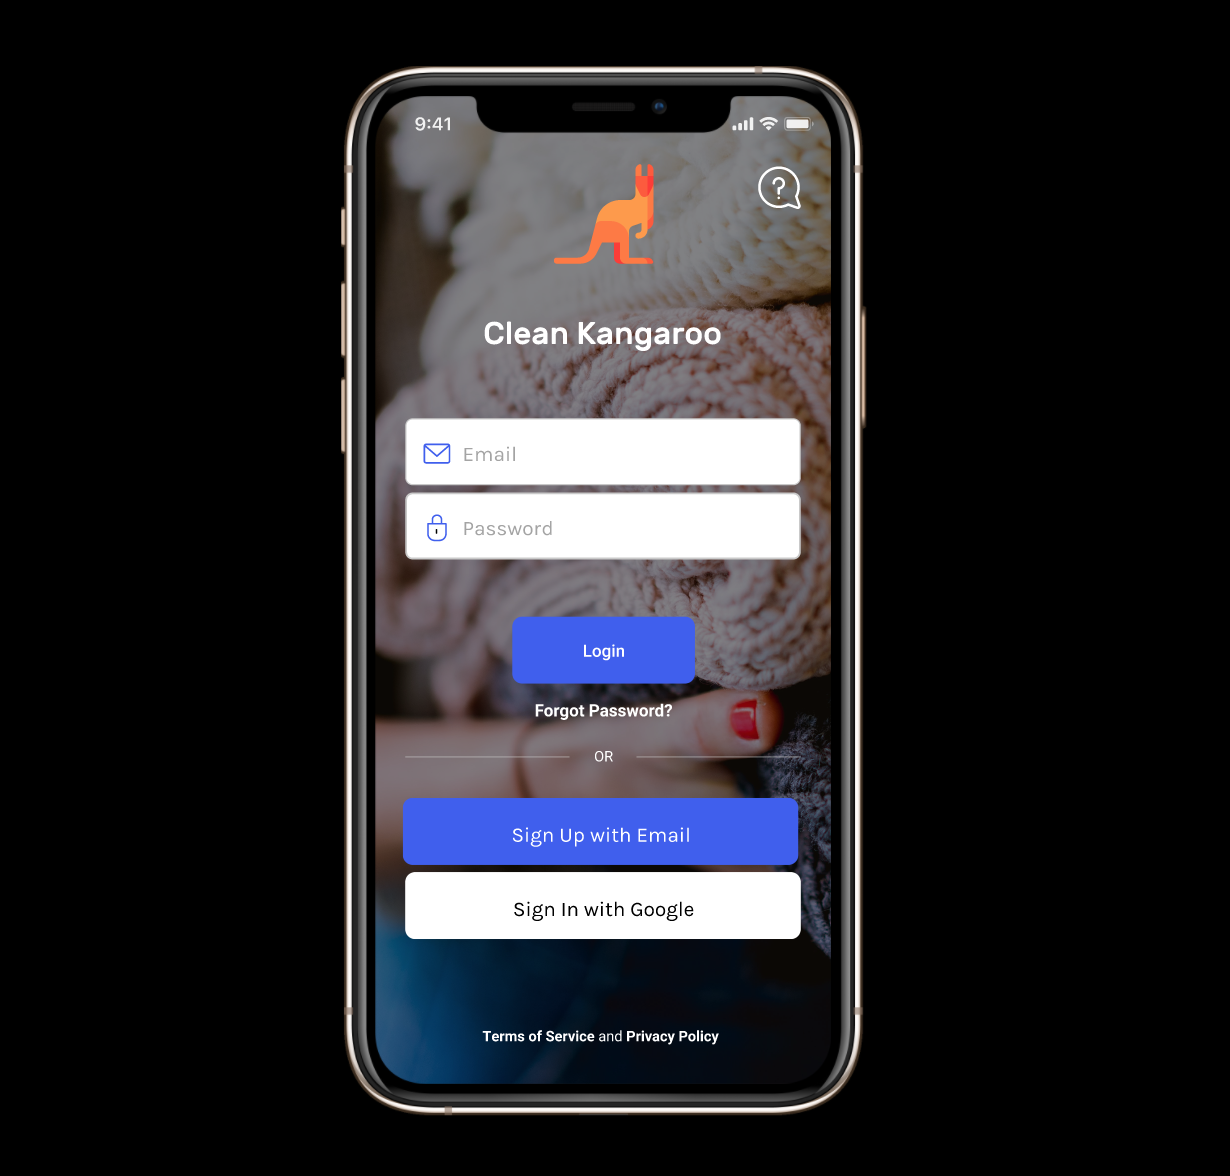 9:41
?
Clean Kangaroo
Email
Password
Login
Forgot Password?
OR
Sign Up with Email
Sign In with Google
Terms of Service and Privacy Policy